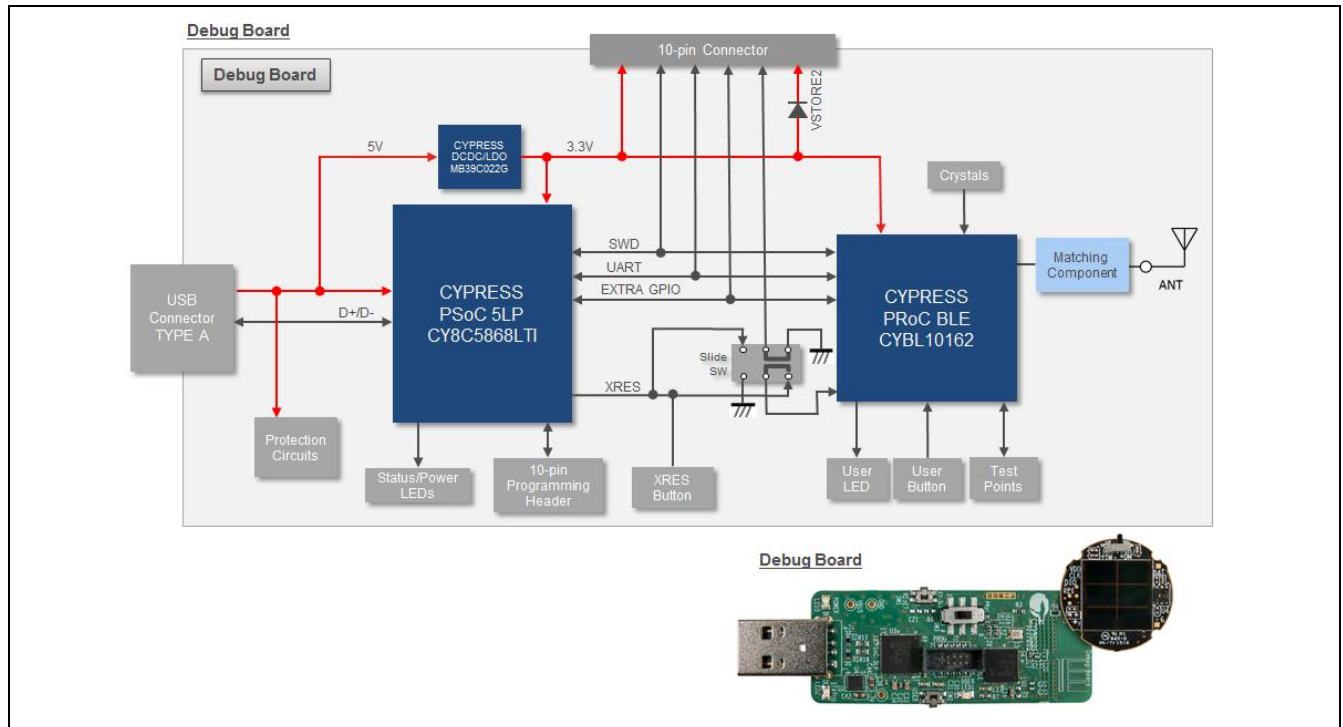 Debug Board
Debug Board
10-pin Connector
VSTORE2
5V
CYPRESS
DCDC/LDO
MB39C022G
3.3V
Crystals
SWD
UART
EXTRA GPIO
USB
Connector
TYPE A
D+/D-
CYPRESS
PSoC 5LP
CY8C5868LTI
CYPRESS
PRoC BLE
CYBL10162
Matching
Component
ANT
Slide
SW
XRES
Protection
Circuits
Status/Power
LEDs
10-pin
Programming
Header
XRES
Button
User
LED
User
Button
Test
Points
Debug Board